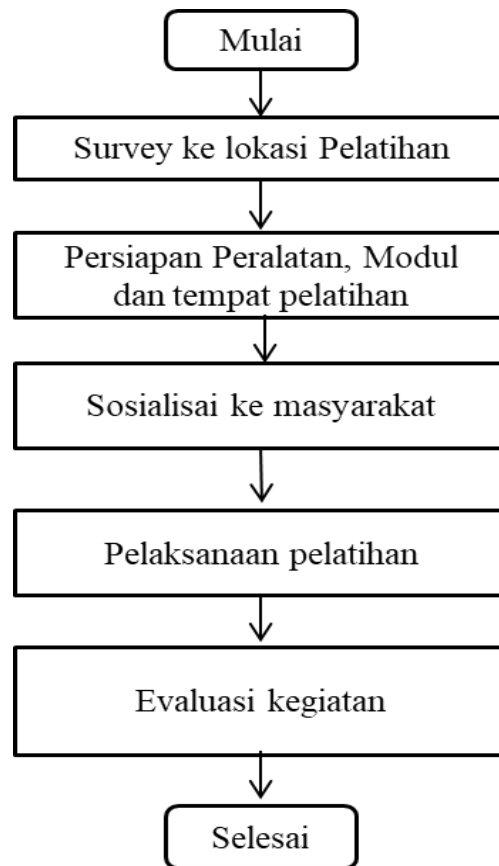 Mulai
Survey ke lokasi Pelatihan
Persiapan Peralatan, Modul
dan tempat pelatihan
Sosialisai ke masyarakat
Pelaksanaan pelatihan
Evaluasi kegiatan
Selesai